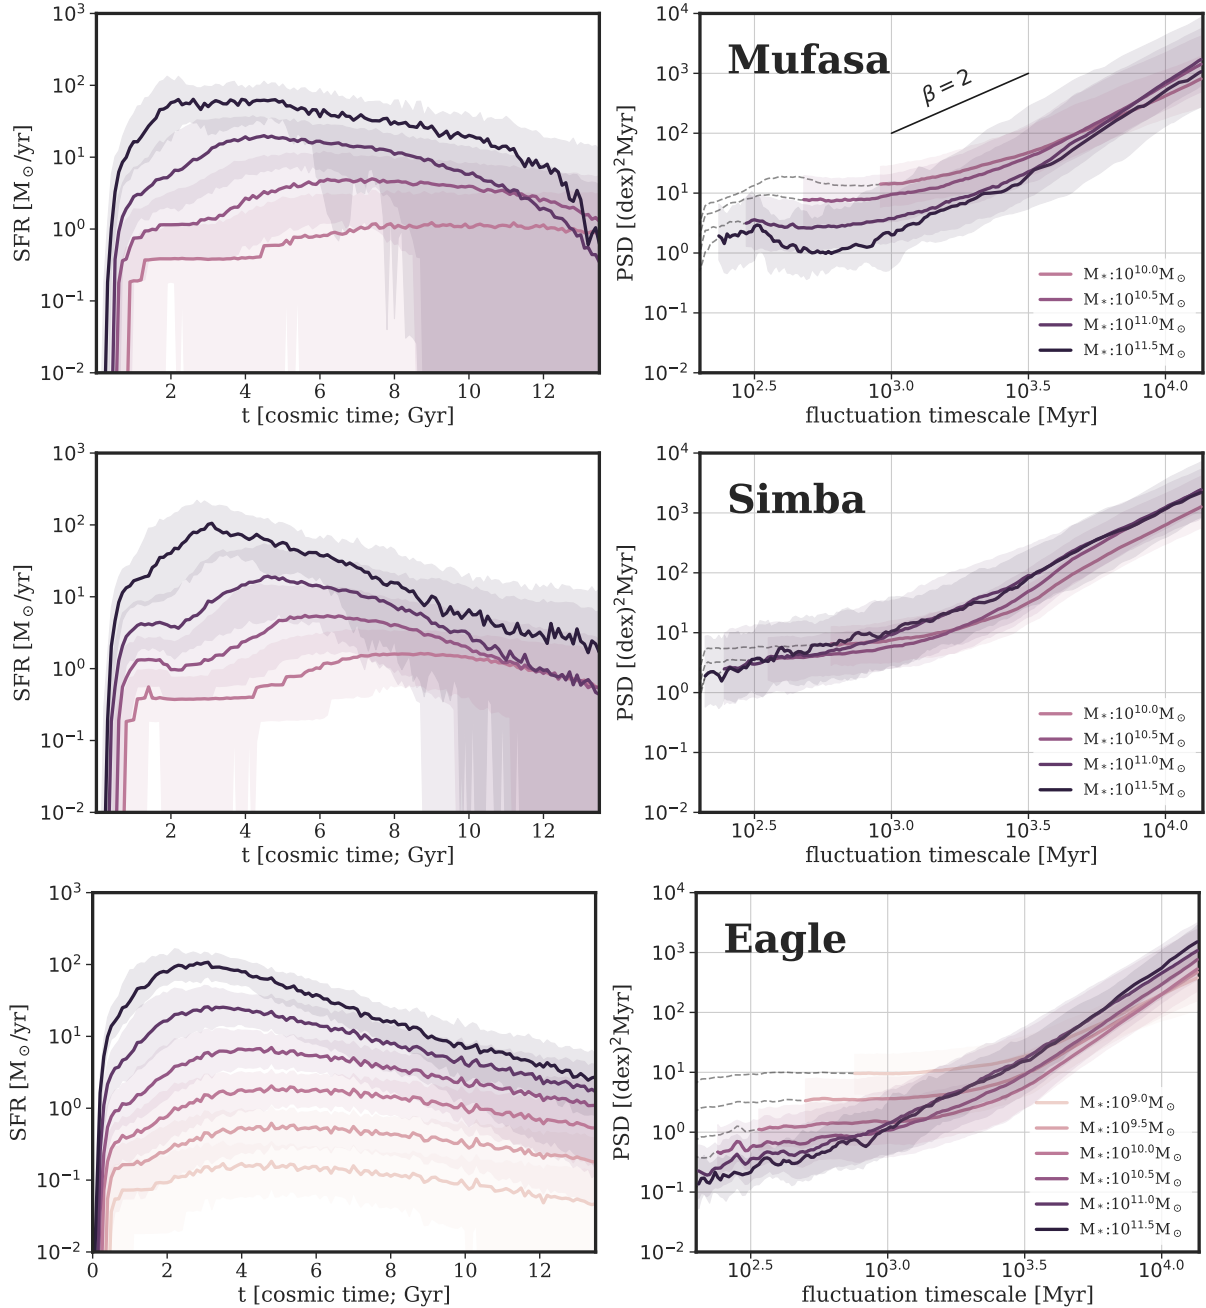 10³
10²
10¹
10⁰
10⁻¹
10⁻²
SFR [M⊙/yr]
2 4 6 8 10 12
t [cosmic time; Gyr]
10⁴
10³
10²
10¹
10⁰
10⁻¹
10⁻²
PSD [(dex)²Myr]
Mufasa
β = 2
M*:10^10.0M⊙
M*:10^10.5M⊙
M*:10^11.0M⊙
M*:10^11.5M⊙
10^2.5 10^3.0 10^3.5 10^4.0
fluctuation timescale [Myr]
10³
10²
10¹
10⁰
10⁻¹
10⁻²
SFR [M⊙/yr]
2 4 6 8 10 12
t [cosmic time; Gyr]
10⁴
10³
10²
10¹
10⁰
10⁻¹
10⁻²
PSD [(dex)²Myr]
Simba
M*:10^10.0M⊙
M*:10^10.5M⊙
M*:10^11.0M⊙
M*:10^11.5M⊙
10^2.5 10^3.0 10^3.5 10^4.0
fluctuation timescale [Myr]
10³
10²
10¹
10⁰
10⁻¹
10⁻²
SFR [M⊙/yr]
0 2 4 6 8 10 12
t [cosmic time; Gyr]
10⁴
10³
10²
10¹
10⁰
10⁻¹
10⁻²
PSD [(dex)²Myr]
Eagle
M*:10^9.0M⊙
M*:10^9.5M⊙
M*:10^10.0M⊙
M*:10^10.5M⊙
M*:10^11.0M⊙
M*:10^11.5M⊙
10^2.5 10^3.0 10^3.5 10^4.0
fluctuation timescale [Myr]